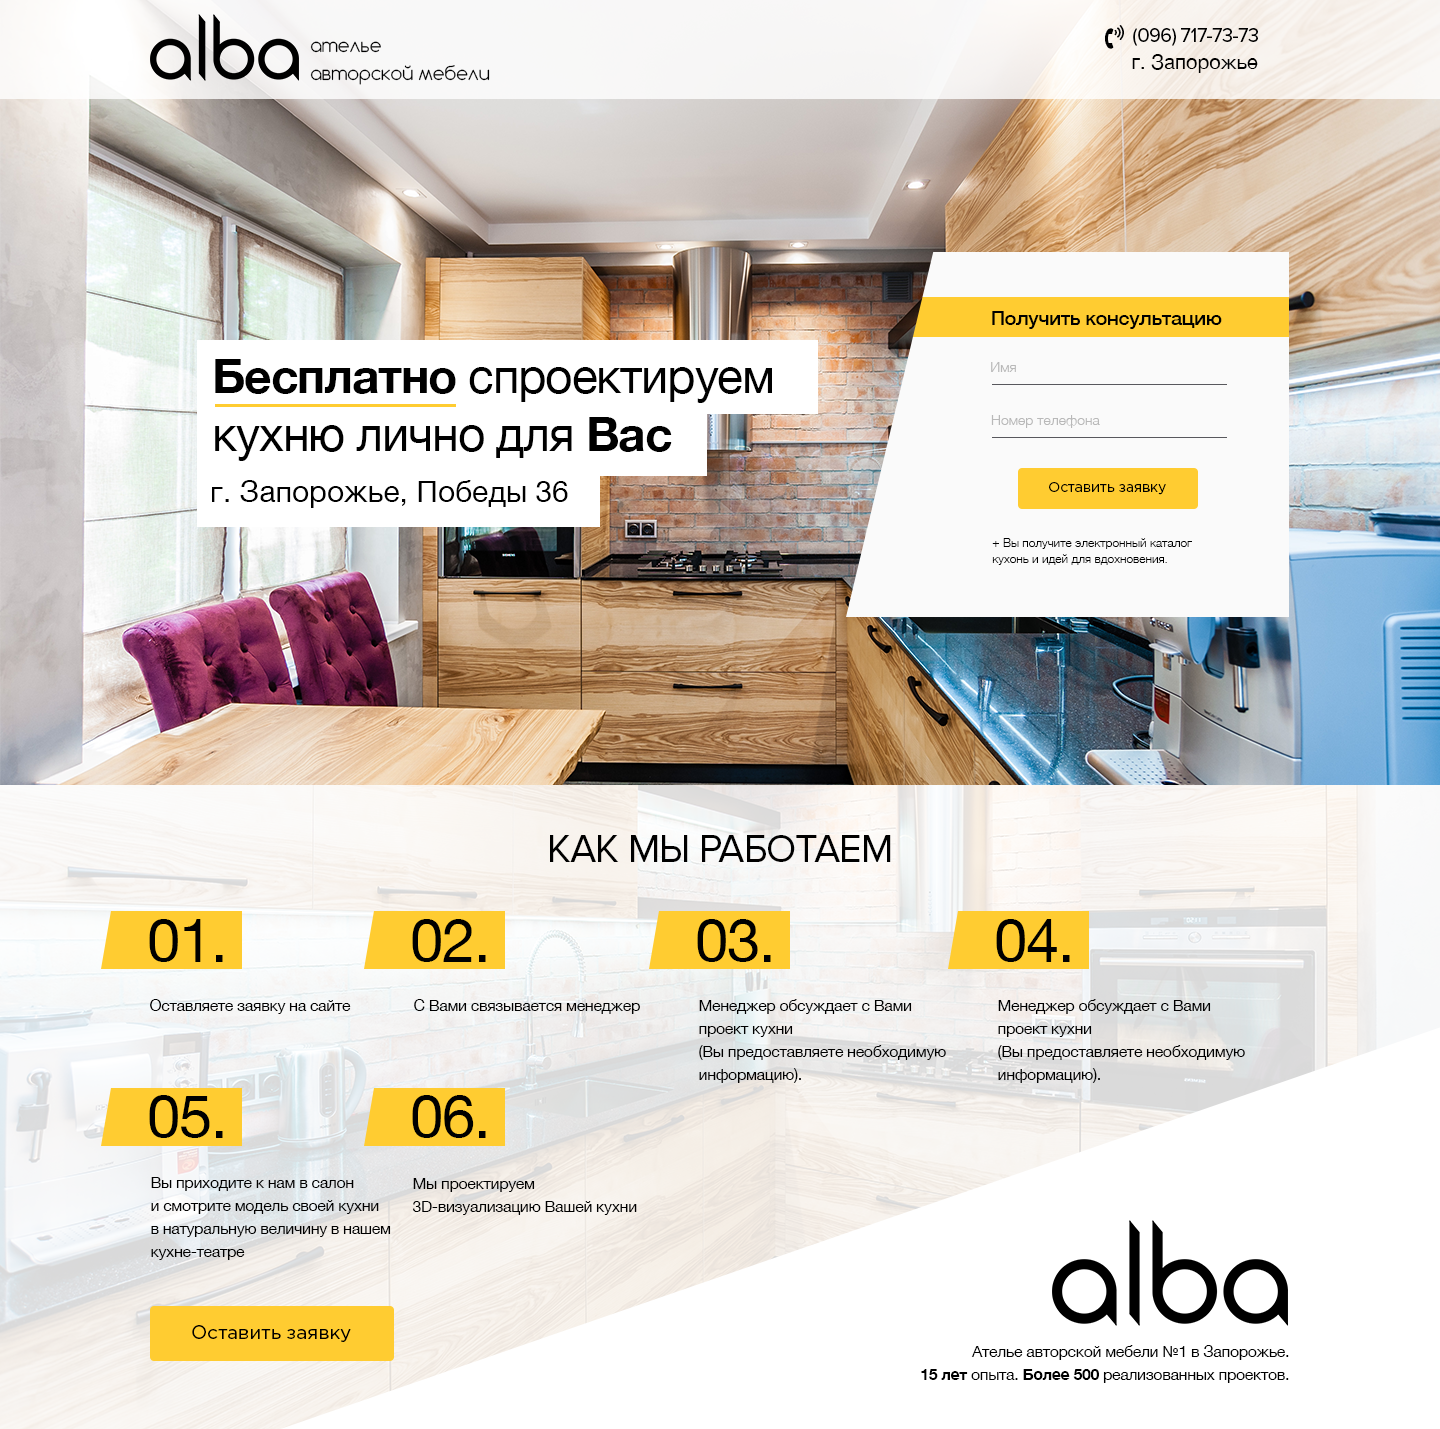 alba
ателье
авторской мебели
(096) 717-73-73
г. Запорожье
Бесплатно спроектируем
кухню лично для Вас
г. Запорожье, Победы 36
Получить консультацию
Имя
Номер телефона
Оставить заявку
+ Вы получите электронный каталог
кухонь и идей для вдохновения.
КАК МЫ РАБОТАЕМ
01.
Оставляете заявку на сайте
02.
С Вами связывается менеджер
03.
Менеджер обсуждает с Вами
проект кухни
(Вы предоставляете необходимую
информацию).
04.
Менеджер обсуждает с Вами
проект кухни
(Вы предоставляете необходимую
информацию).
05.
Вы приходите к нам в салон
и смотрите модель своей кухни
в натуральную величину в нашем
кухне-театре
06.
Мы проектируем
3D-визуализацию Вашей кухни
Оставить заявку
alba
Ателье авторской мебели №1 в Запорожье.
15 лет опыта. Более 500 реализованных проектов.